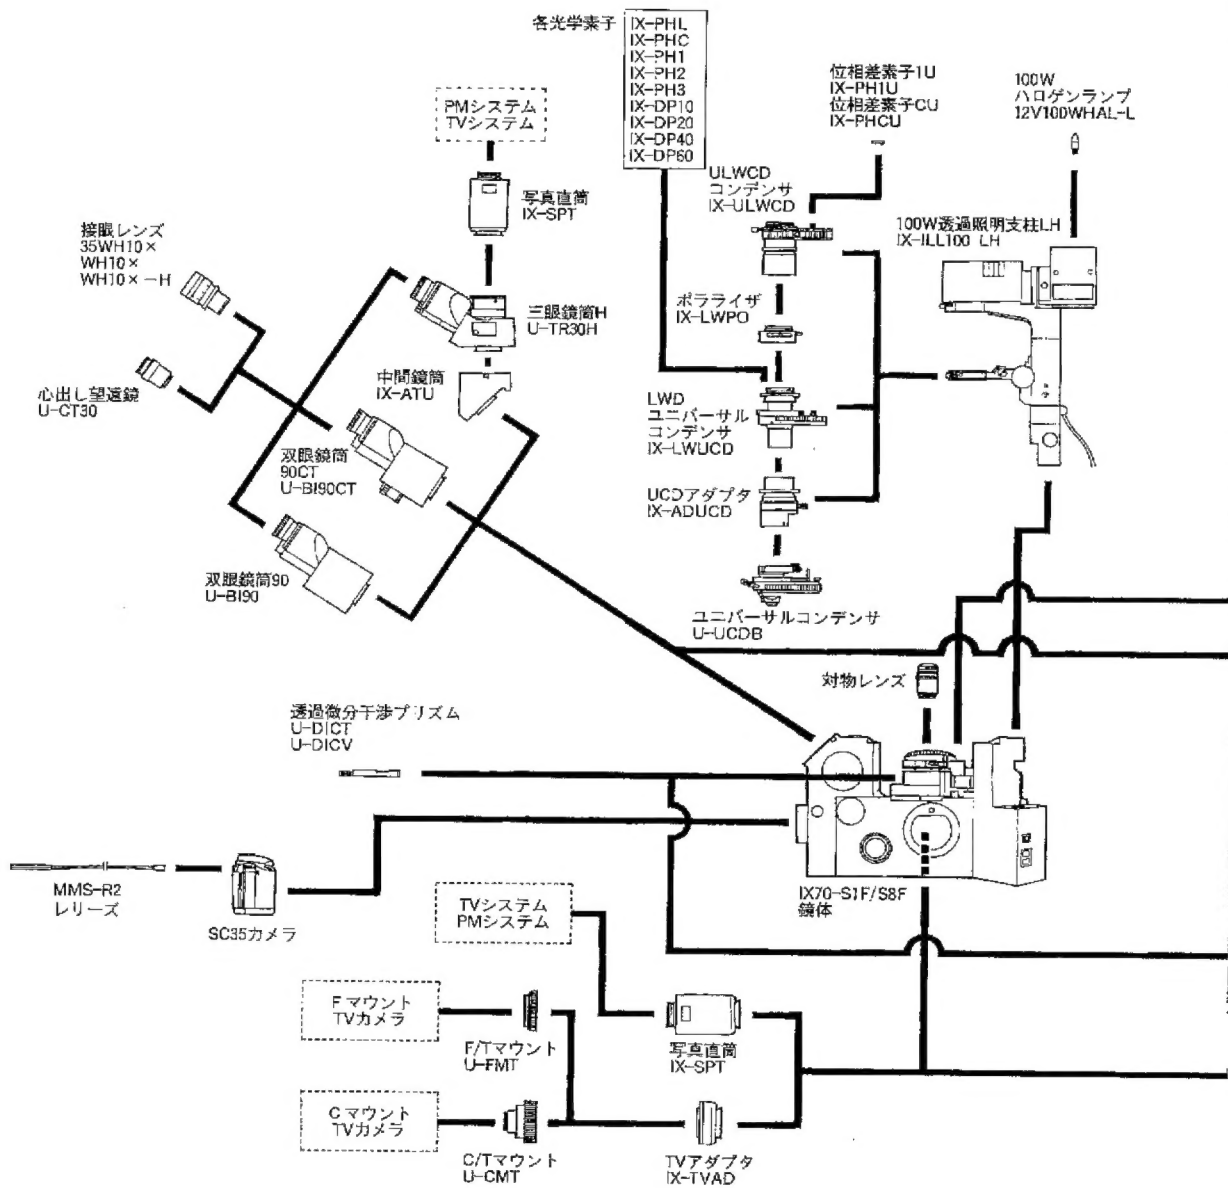 各光学素子
IX-PHL
IX-PHC
IX-PH1
IX-PH2
IX-PH3
IX-DP10
IX-DP20
IX-DP40
IX-DP60
位相差素子1U
IX-PH1U
位相差素子CU
IX-PHCU
100W
ハロゲンランプ
12V100WHAL-L
PMシステム
TVシステム
写真直筒
IX-SPT
ULWCD
コンデンサ
IX-ULWCD
接眼レンズ
35WH10×
WH10×
WH10×－H
100W透過照明支柱LH
IX-ILL100 LH
三眼鏡筒H
U-TR30H
ポラライザ
IX-LWPO
中間鏡筒
IX-ATU
心出し望遠鏡
U-CT30
LWD
ユニバーサル
コンデンサ
IX-LWUCD
双眼鏡筒
90CT
U-BI90CT
UCDアダプタ
IX-ADUCD
双眼鏡筒90
U-BI90
ユニバーサルコンデンサ
U-UCDB
対物レンズ
透過微分干渉プリズム
U-DICT
U-DICV
MMS-R2
レリーズ
SC35カメラ
IX70-S1F/S8F
鏡体
TVシステム
PMシステム
Fマウント
TVカメラ
F/Tマウント
U-FMT
写真直筒
IX-SPT
Cマウント
TVカメラ
C/Tマウント
U-CMT
TVアダプタ
IX-TVAD